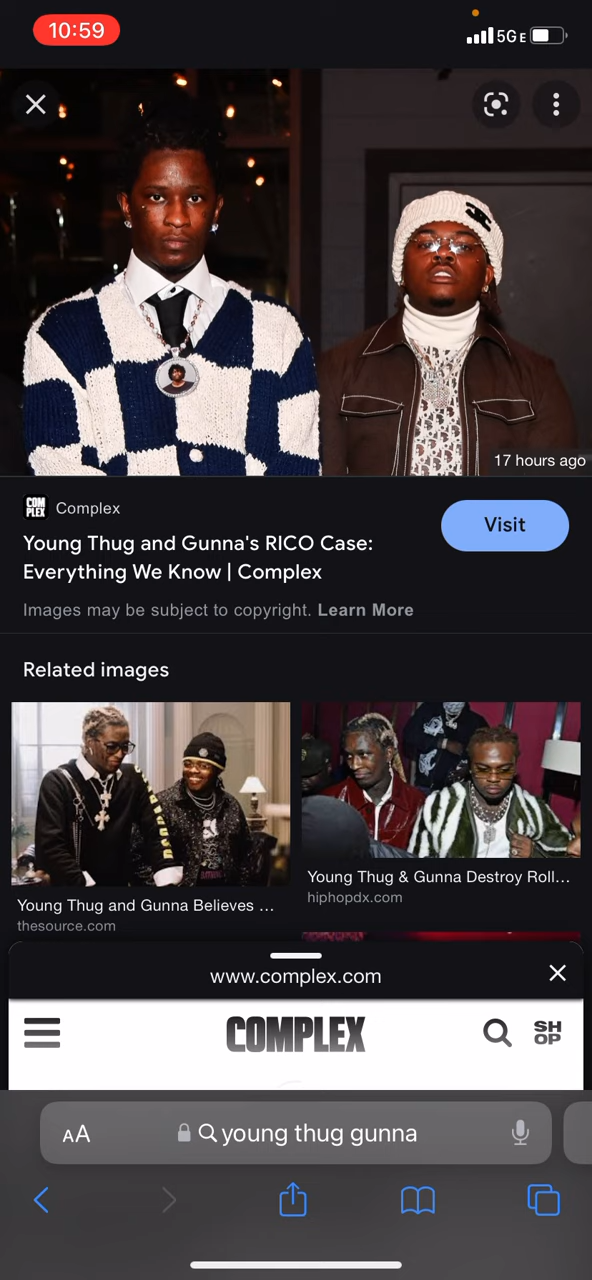 10:59
5GE
17 hours ago
COM
PLEX
Complex
Visit
Young Thug and Gunna's RICO Case:
Everything We Know | Complex
Images may be subject to copyright. Learn More
Related images
Young Thug and Gunna Believes ...
thesource.com
Young Thug & Gunna Destroy Roll...
hiphopdx.com
www.complex.com
COMPLEX
SH
OP
AA
young thug gunna